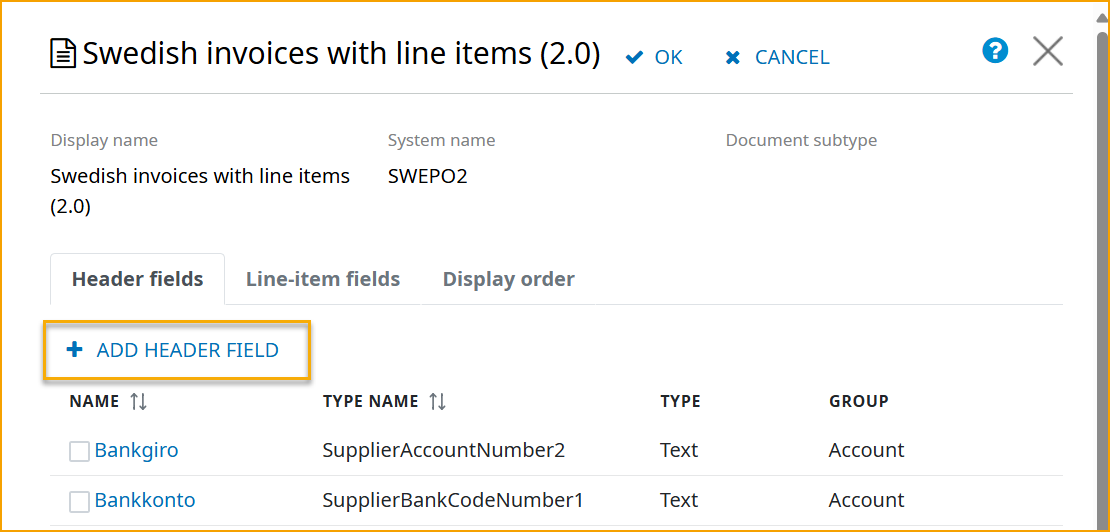 Swedish invoices with line items (2.0) OK CANCEL ?
Display name System name Document subtype
Swedish invoices with line items SWEPO2
(2.0)
Header fields Line-item fields Display order
+ ADD HEADER FIELD
NAME TYPE NAME TYPE GROUP
Bankgiro SupplierAccountNumber2 Text Account
Bankkonto SupplierBankCodeNumber1 Text Account